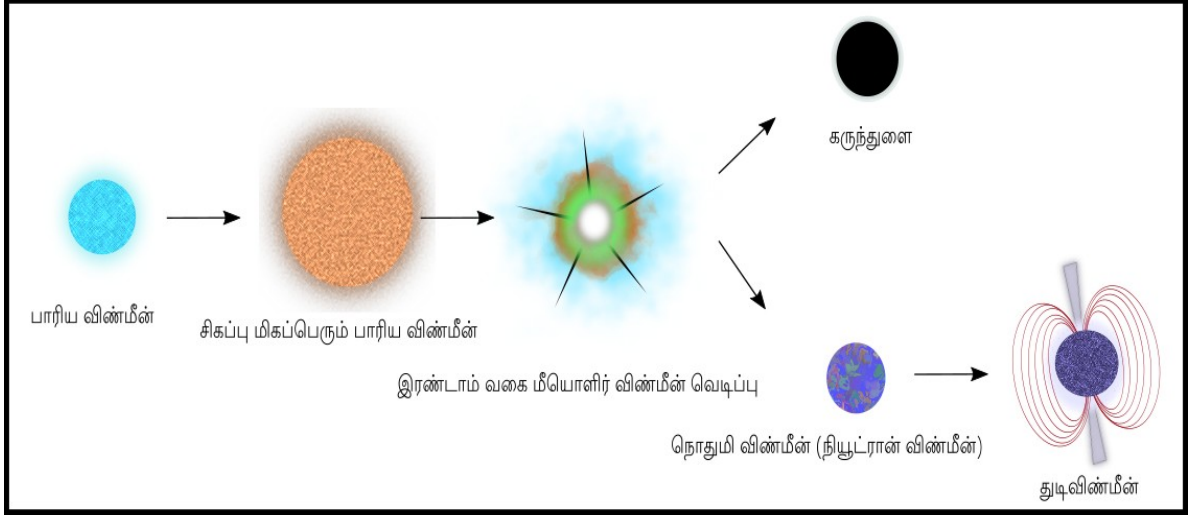 கருந்துளை
பாரிய விண்மீன்
சிகப்பு மிகப்பெரும் பாரிய விண்மீன்
இரண்டாம் வகை மீயொளிர் விண்மீன் வெடிப்பு
நொதுமி விண்மீன் (நியூட்ரான் விண்மீன்)
துடிவிண்மீன்